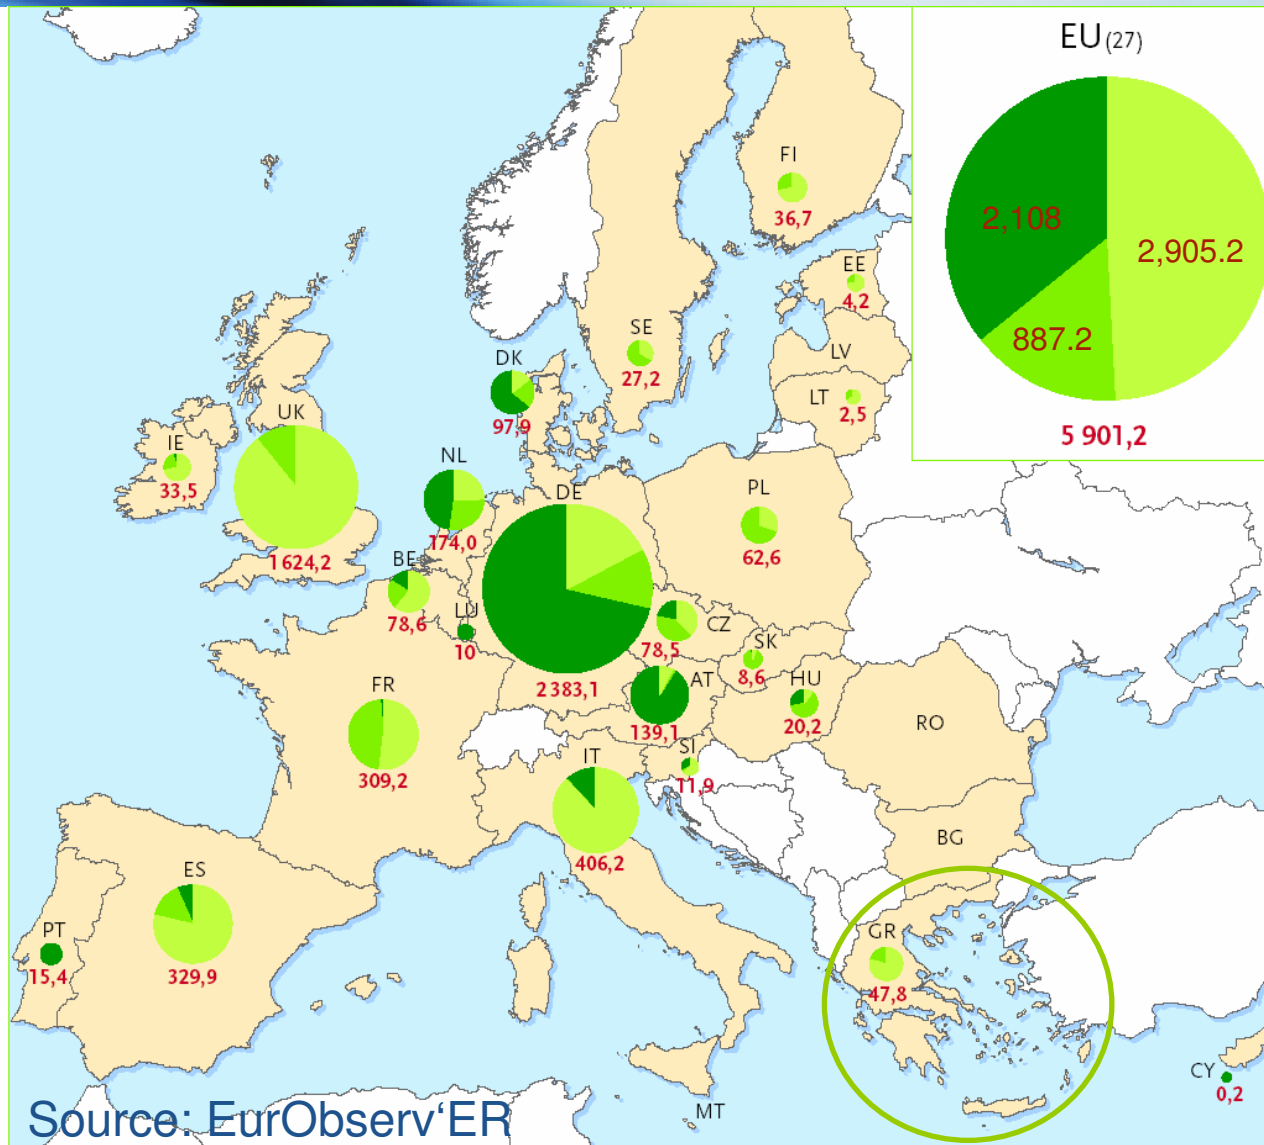 EU (27)
2,108
2,905.2
887.2
5 901,2
FI
36,7
EE
4,2
SE
27,2
LV
DK
97,9
LT
2,5
UK
1 624,2
IE
33,5
NL
174,0
DE
2 383,1
PL
62,6
BE
78,6
LU
10
CZ
78,5
SK
8,6
AT
139,1
HU
20,2
FR
309,2
RO
SI
11,9
IT
406,2
BG
ES
329,9
PT
15,4
GR
47,8
CY
0,2
MT
Source: EurObserv‘ER